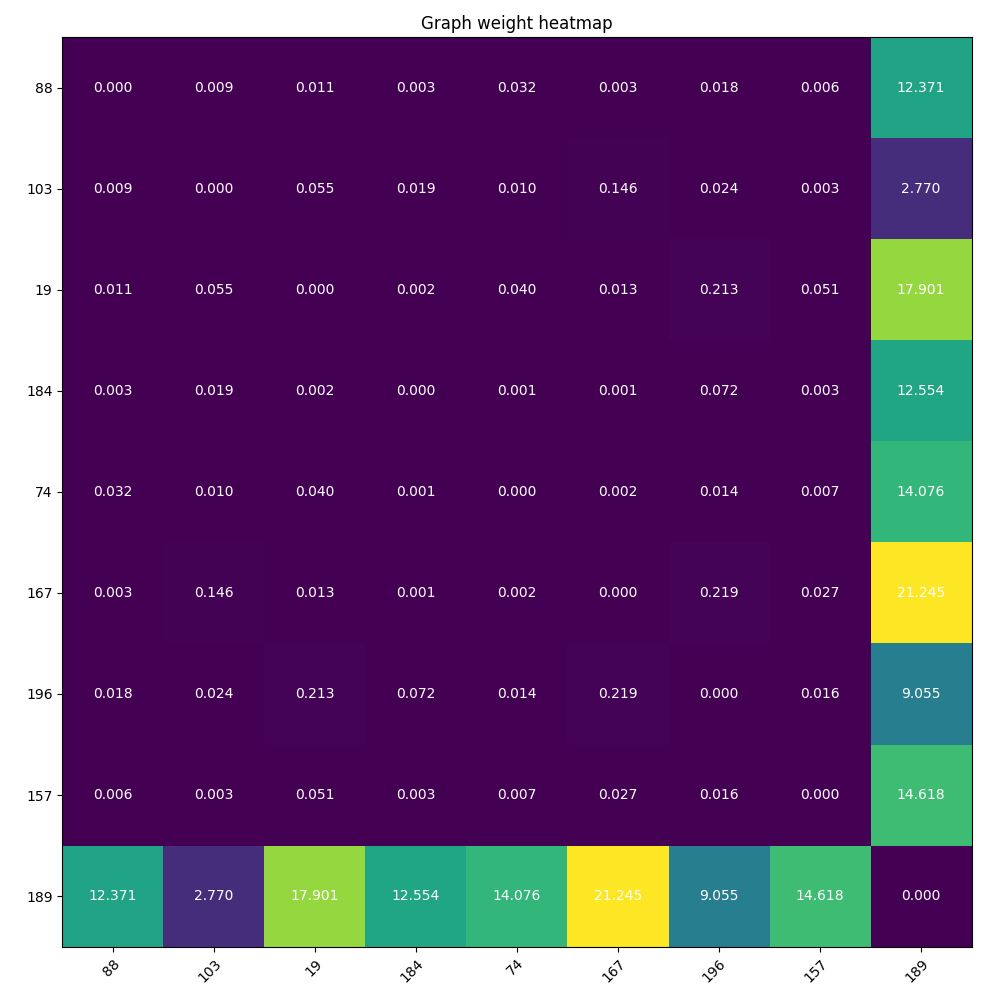 Graph weight heatmap
88 0.000 0.009 0.011 0.003 0.032 0.003 0.018 0.006 12.371
103 0.009 0.000 0.055 0.019 0.010 0.146 0.024 0.003 2.770
19 0.011 0.055 0.000 0.002 0.040 0.013 0.213 0.051 17.901
184 0.003 0.019 0.002 0.000 0.001 0.001 0.072 0.003 12.554
74 0.032 0.010 0.040 0.001 0.000 0.002 0.014 0.007 14.076
167 0.003 0.146 0.013 0.001 0.002 0.000 0.219 0.027 21.245
196 0.018 0.024 0.213 0.072 0.014 0.219 0.000 0.016 9.055
157 0.006 0.003 0.051 0.003 0.007 0.027 0.016 0.000 14.618
189 12.371 2.770 17.901 12.554 14.076 21.245 9.055 14.618 0.000
88 103 19 184 74 167 196 157 189